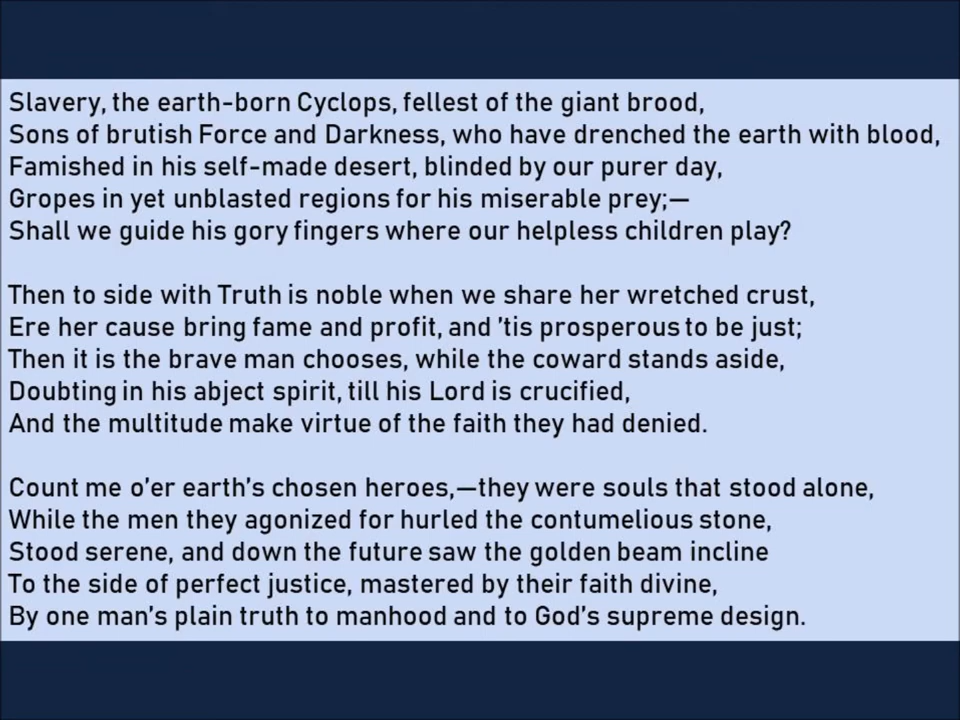 Slavery, the earth-born Cyclops, fellest of the giant brood,
Sons of brutish Force and Darkness, who have drenched the earth with blood,
Famished in his self-made desert, blinded by our purer day,
Gropes in yet unblasted regions for his miserable prey;—
Shall we guide his gory fingers where our helpless children play?

Then to side with Truth is noble when we share her wretched crust,
Ere her cause bring fame and profit, and 'tis prosperous to be just;
Then it is the brave man chooses, while the coward stands aside,
Doubting in his abject spirit, till his Lord is crucified,
And the multitude make virtue of the faith they had denied.

Count me o'er earth's chosen heroes,—they were souls that stood alone,
While the men they agonized for hurled the contumelious stone,
Stood serene, and down the future saw the golden beam incline
To the side of perfect justice, mastered by their faith divine,
By one man's plain truth to manhood and to God's supreme design.